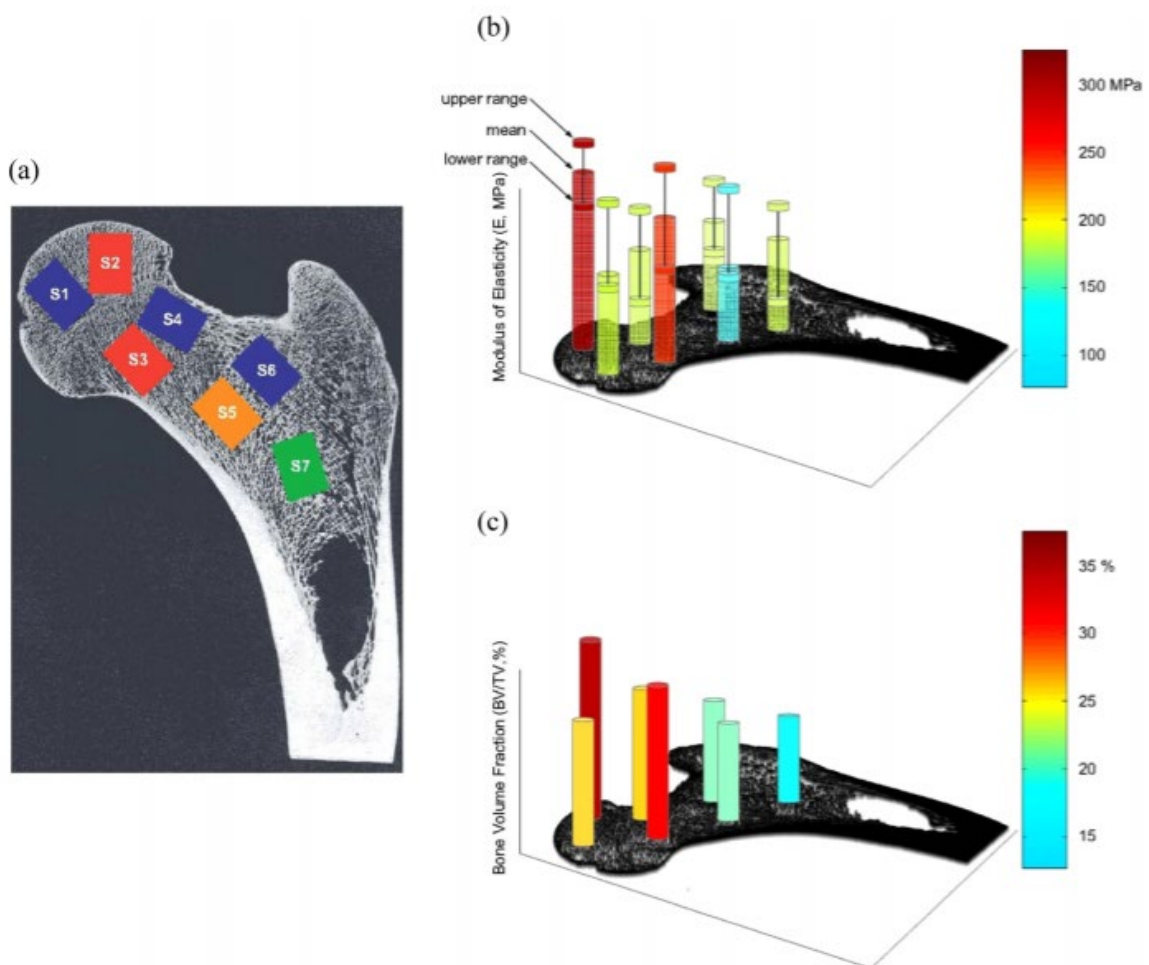 (a)
S1
S2
S3
S4
S5
S6
S7
(b)
upper range
mean
lower range
Modulus of Elasticity (E, MPa)
300 MPa
250
200
150
100
(c)
Bone Volume Fraction (BV/TV,%)
35 %
30
25
20
15